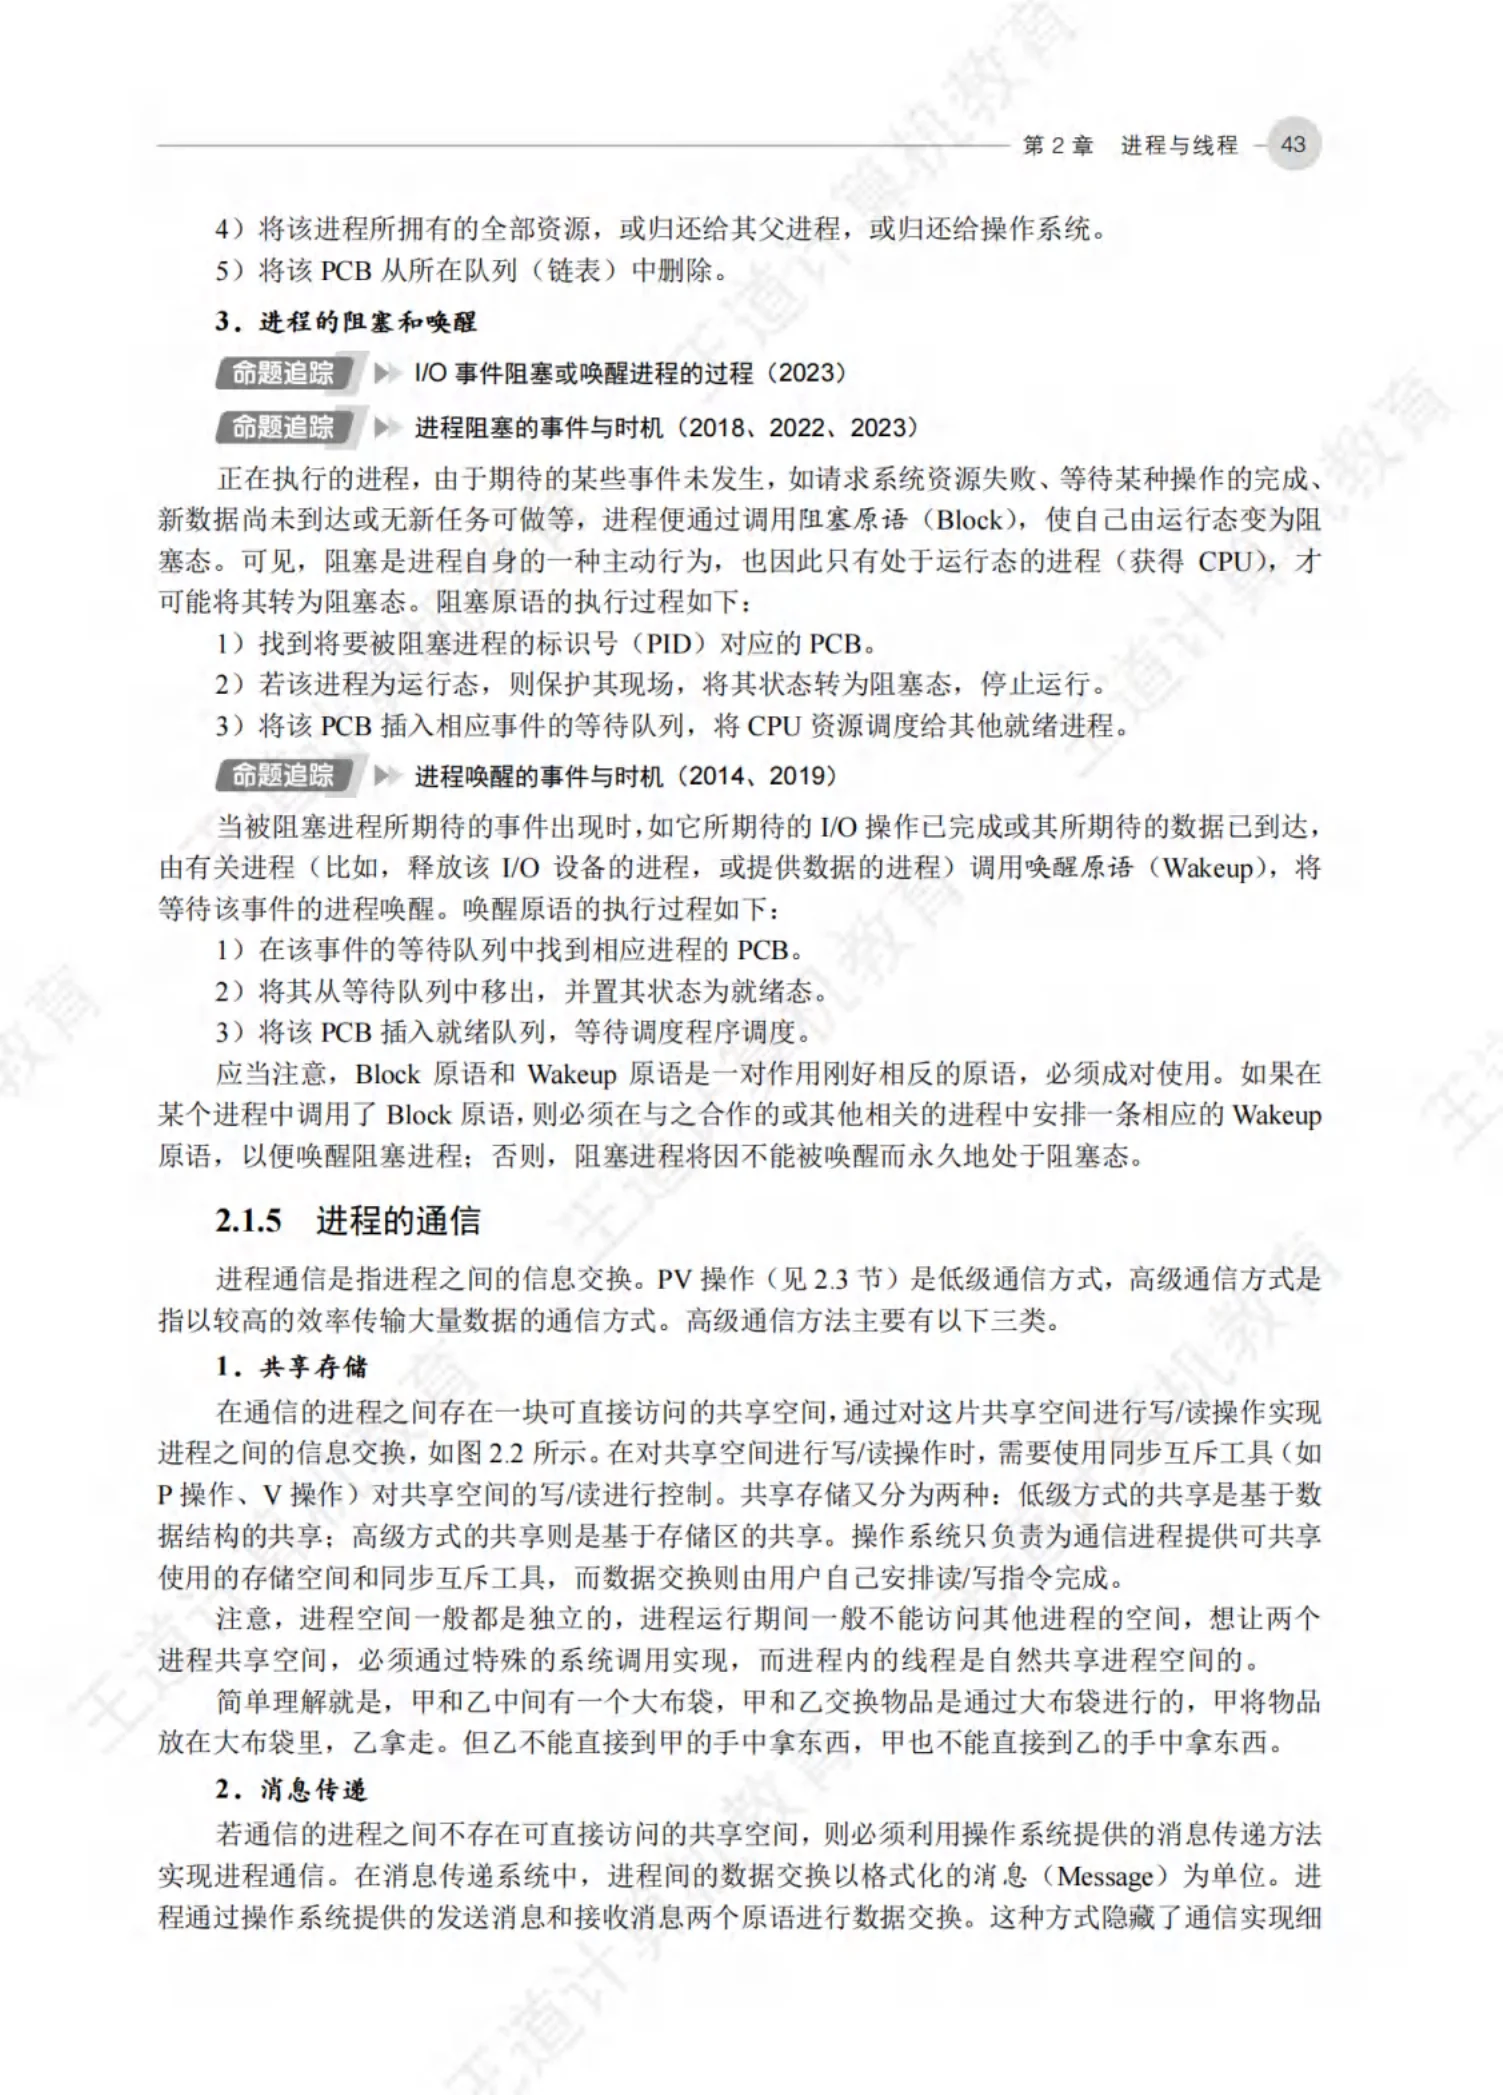 第 2 章 进程与线程 43
4）将该进程所拥有的全部资源，或归还给其父进程，或归还给操作系统。
5）将该 PCB 从所在队列（链表）中删除。
3．进程的阻塞和唤醒
命题追踪 I/O 事件阻塞或唤醒进程的过程（2023）
命题追踪 进程阻塞的事件与时机（2018、2022、2023）
正在执行的进程，由于期待的某些事件未发生，如请求系统资源失败、等待某种操作的完成、
新数据尚未到达或无新任务可做等，进程便通过调用阻塞原语（Block），使自己由运行态变为阻
塞态。可见，阻塞是进程自身的一种主动行为，也因此只有处于运行态的进程（获得 CPU），才
可能将其转为阻塞态。阻塞原语的执行过程如下：
1）找到将要被阻塞进程的标识号（PID）对应的 PCB。
2）若该进程为运行态，则保护其现场，将其状态转为阻塞态，停止运行。
3）将该 PCB 插入相应事件的等待队列，将 CPU 资源调度给其他就绪进程。
命题追踪 进程唤醒的事件与时机（2014、2019）
当被阻塞进程所期待的事件出现时，如它所期待的 I/O 操作已完成或其所期待的数据已到达，
由有关进程（比如，释放该 I/O 设备的进程，或提供数据的进程）调用唤醒原语（Wakeup），将
等待该事件的进程唤醒。唤醒原语的执行过程如下：
1）在该事件的等待队列中找到相应进程的 PCB。
2）将其从等待队列中移出，并置其状态为就绪态。
3）将该 PCB 插入就绪队列，等待调度程序调度。
应当注意，Block 原语和 Wakeup 原语是一对作用刚好相反的原语，必须成对使用。如果在
某个进程中调用了 Block 原语，则必须在与之合作的或其他相关的进程中安排一条相应的 Wakeup
原语，以便唤醒阻塞进程；否则，阻塞进程将因不能被唤醒而永久地处于阻塞态。
2.1.5 进程的通信
进程通信是指进程之间的信息交换。PV 操作（见 2.3 节）是低级通信方式，高级通信方式是
指以较高的效率传输大量数据的通信方式。高级通信方法主要有以下三类。
1．共享存储
在通信的进程之间存在一块可直接访问的共享空间，通过对这片共享空间进行写/读操作实现
进程之间的信息交换，如图 2.2 所示。在对共享空间进行写/读操作时，需要使用同步互斥工具（如
P 操作、V 操作）对共享空间的写/读进行控制。共享存储又分为两种：低级方式的共享是基于数
据结构的共享；高级方式的共享则是基于存储区的共享。操作系统只负责为通信进程提供可共享
使用的存储空间和同步互斥工具，而数据交换则由用户自己安排读/写指令完成。
注意，进程空间一般都是独立的，进程运行期间一般不能访问其他进程的空间，想让两个
进程共享空间，必须通过特殊的系统调用实现，而进程内的线程是自然共享进程空间的。
简单理解就是，甲和乙中间有一个大布袋，甲和乙交换物品是通过大布袋进行的，甲将物品
放在大布袋里，乙拿走。但乙不能直接到甲的手中拿东西，甲也不能直接到乙的手中拿东西。
2．消息传递
若通信的进程之间不存在可直接访问的共享空间，则必须利用操作系统提供的消息传递方法
实现进程通信。在消息传递系统中，进程间的数据交换以格式化的消息（Message）为单位。进
程通过操作系统提供的发送消息和接收消息两个原语进行数据交换。这种方式隐藏了通信实现细
王道计算机教育